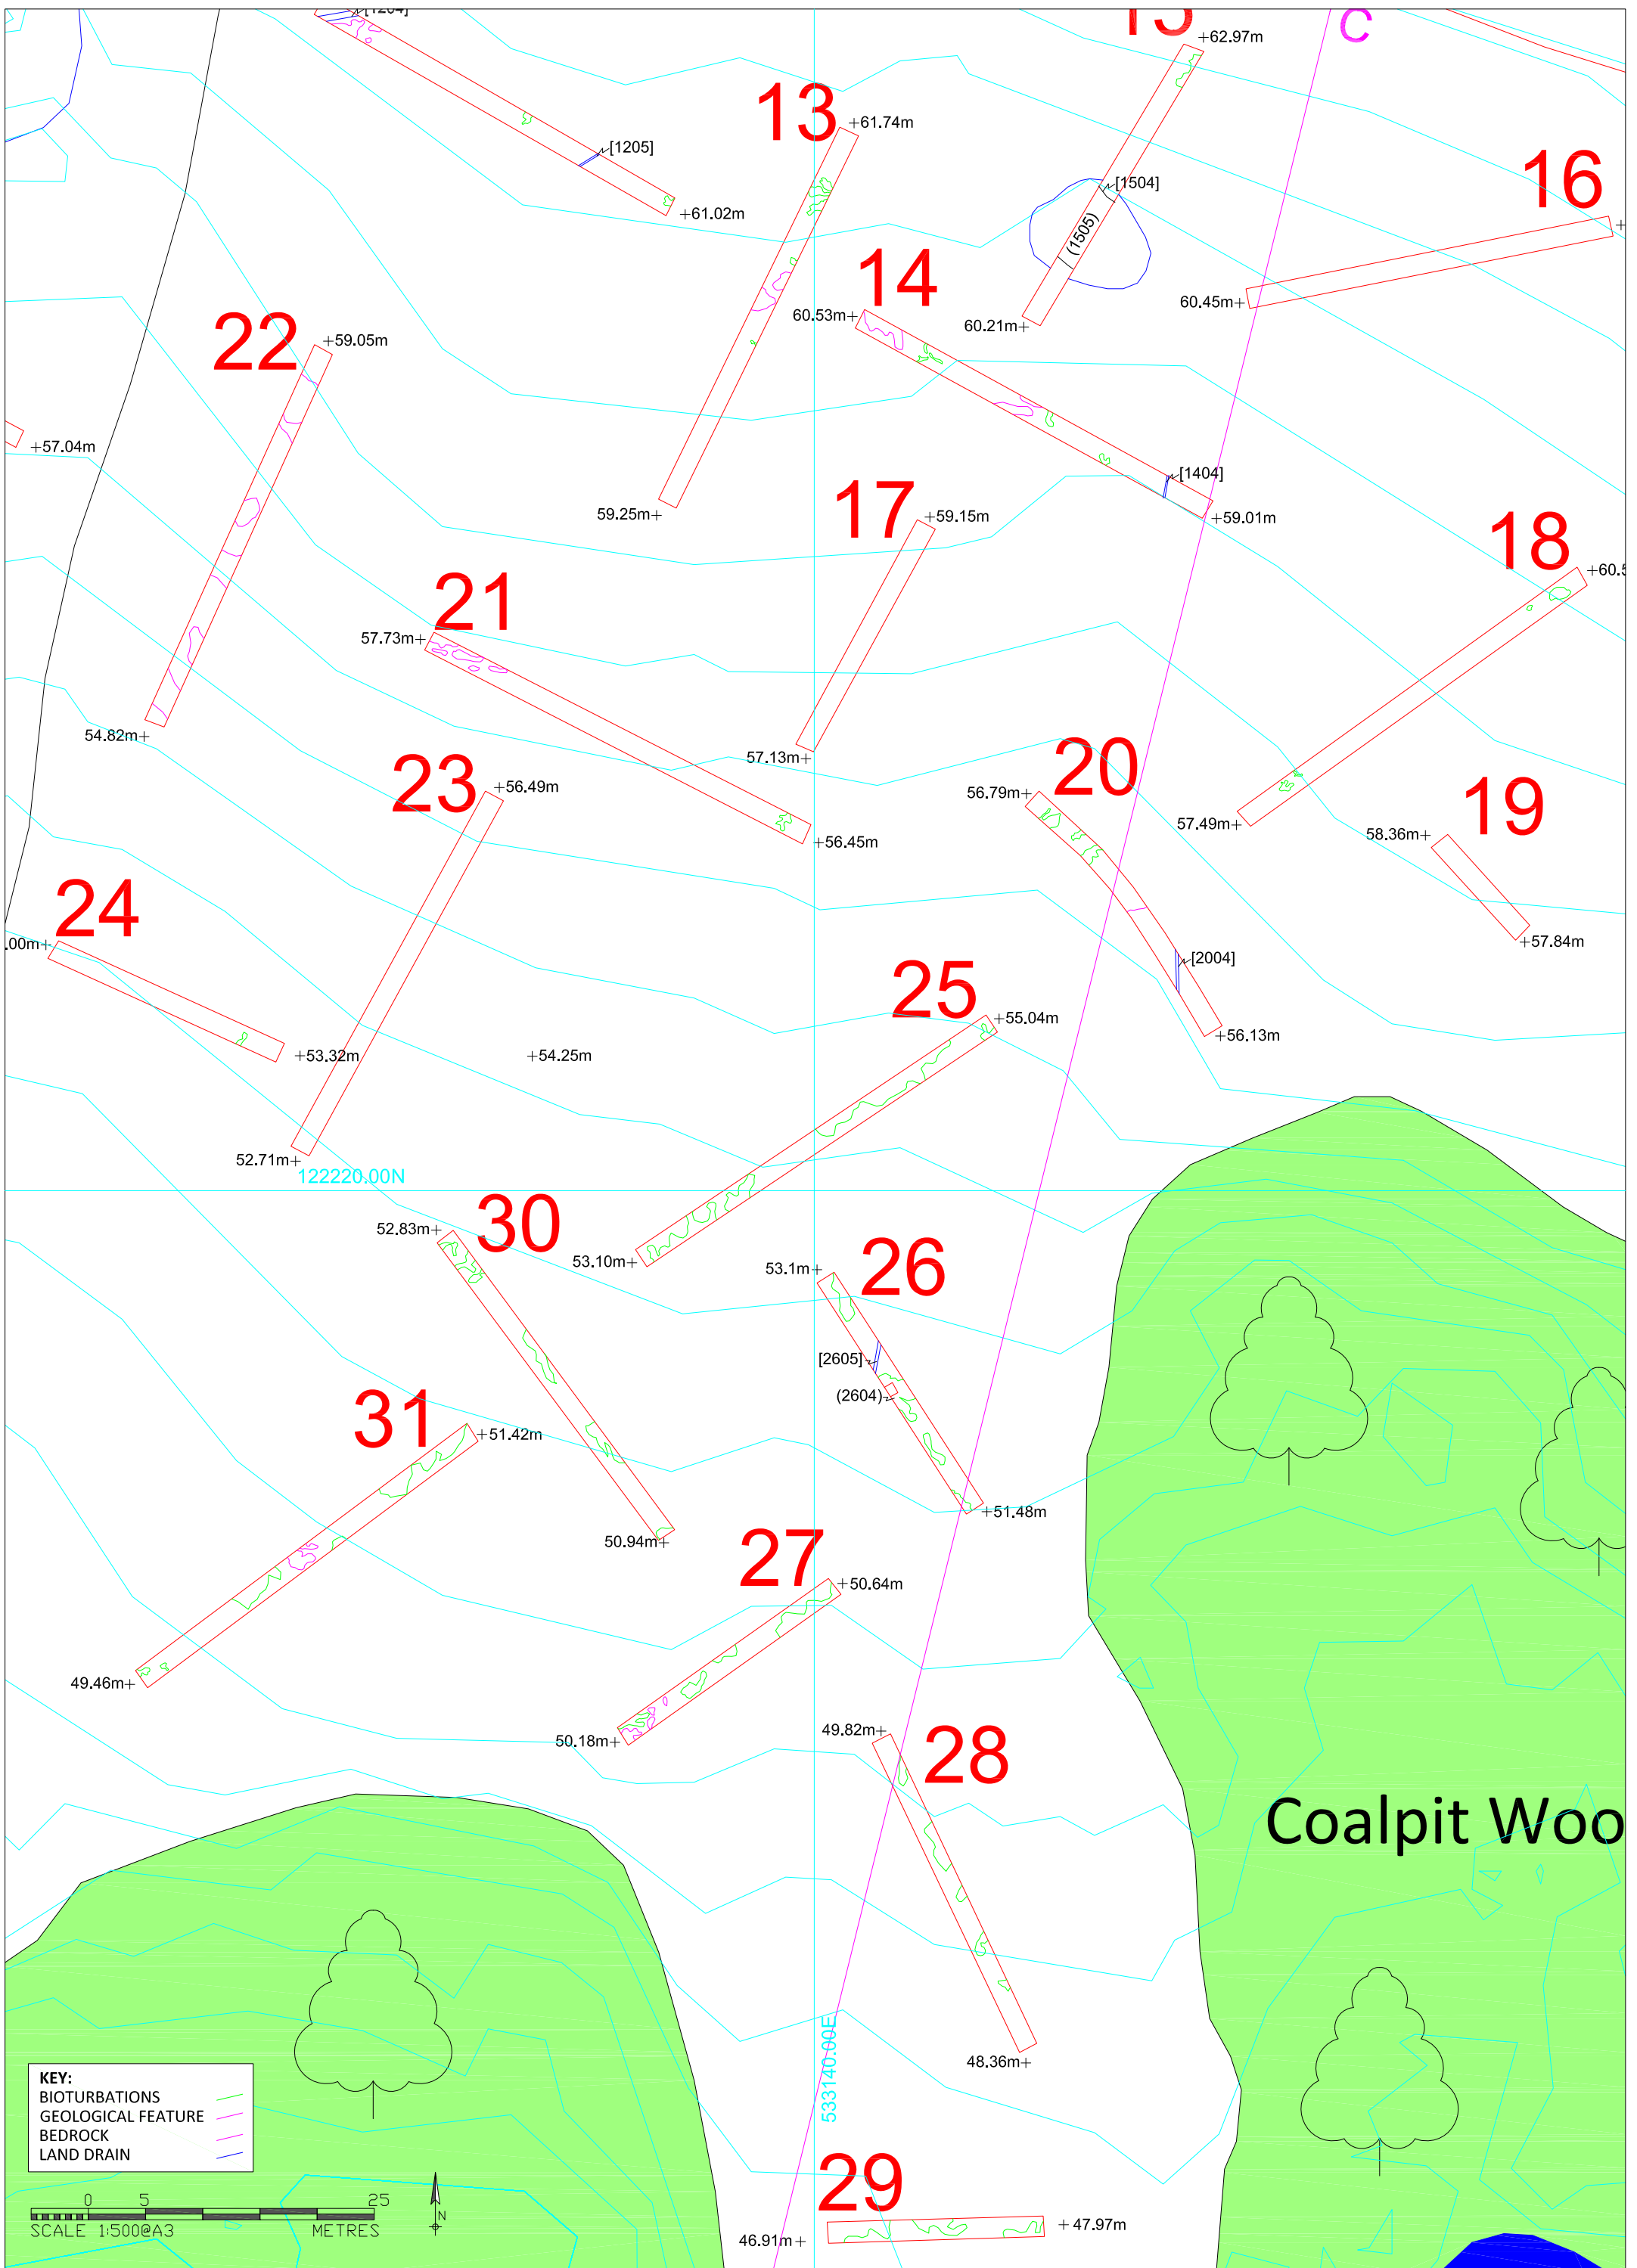 [1204]
15
C
+62.97m
13
+61.74m
[1205]
+61.02m
[1504]
(1505)
16
60.45m+
14
60.53m+
60.21m+
22
+59.05m
+57.04m
59.25m+
17
+59.15m
[1404]
+59.01m
18
+60.5
21
57.73m+
54.82m+
57.13m+
23
+56.49m
20
56.79m+
57.49m+
19
58.36m+
+56.45m
24
.00m+
+57.84m
[2004]
25
+55.04m
+56.13m
+53.32m
+54.25m
52.71m+
122220.00N
30
52.83m+
53.10m+
26
53.1m+
[2605]
(2604)
31
+51.42m
+51.48m
50.94m+
27
+50.64m
49.46m+
50.18m+
28
49.82m+
Coalpit Woo
48.36m+
533140.00E
KEY:
BIOTURBATIONS
GEOLOGICAL FEATURE
BEDROCK
LAND DRAIN
0 5 25
SCALE 1:500@A3 METRES
N
29
46.91m+
+ 47.97m